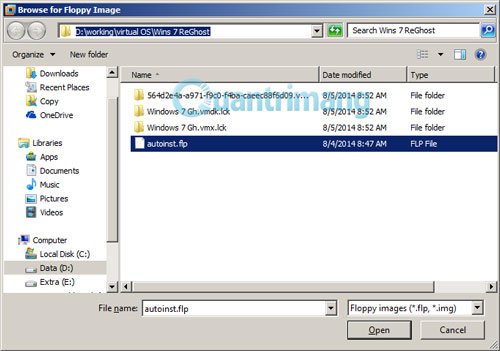 Browse for Floppy Image
D:\working\virtual OS\Wins 7 ReGhost
Search Wins 7 ReGhost
Organize
New folder
Name
Date modified
Type
Downloads
Recent Places
Copy
OneDrive
Libraries
Apps
Documents
Music
Pictures
Videos
Computer
Local Disk (C:)
Data (D:)
Extra (E:)
564d2e4a-a971-f9c0-f4ba-caeec88f6d09.v... 8/5/2014 8:52 AM File folder
Windows 7 Gh.vmdk.lck 8/5/2014 8:52 AM File folder
Windows 7 Gh.vmx.lck 8/5/2014 8:52 AM File folder
autoinst.flp 8/4/2014 8:47 AM FLP File
Quantrimang
File name:
autoinst.flp
Floppy images (*.flp, *.img)
Open
Cancel